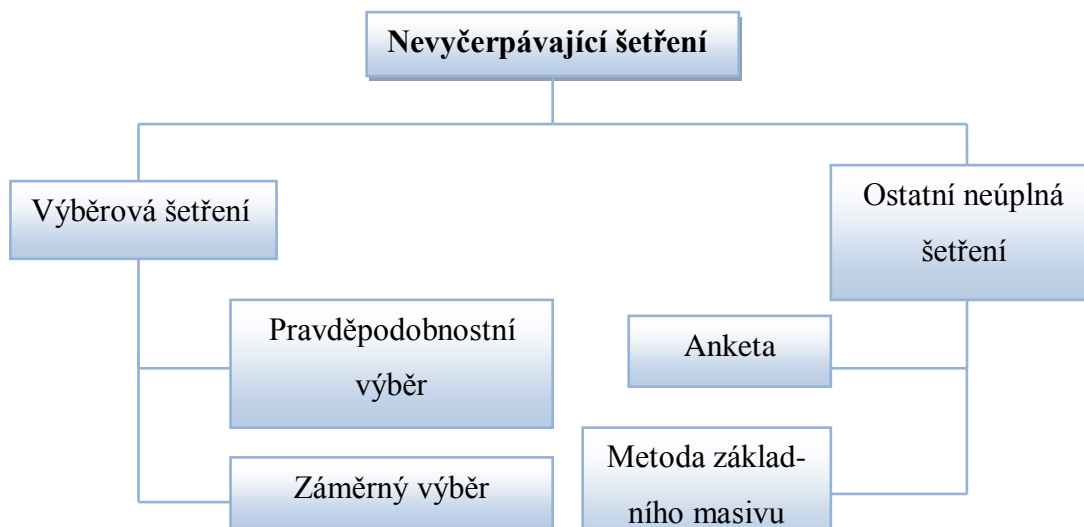 Nevyčerpávající šetření
Výběrová šetření
Ostatní neúplná
šetření
Pravděpodobnostní
výběr
Anketa
Záměrný výběr
Metoda základ-
ního masivu